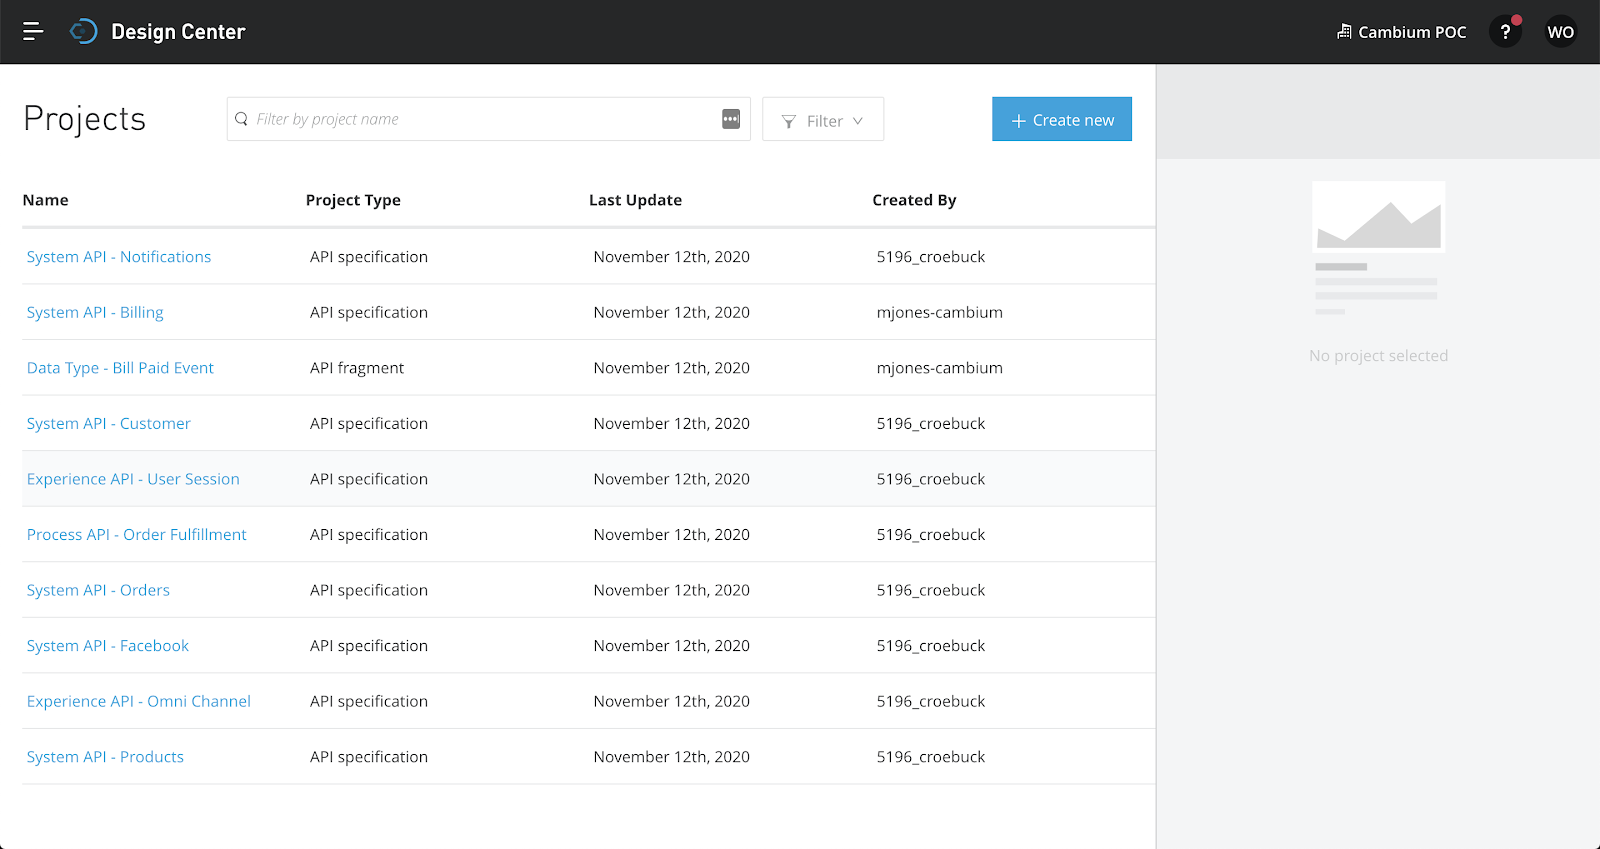 Design Center
Cambium POC
?
WO
Projects
Filter by project name
Filter
+ Create new
Name Project Type Last Update Created By
System API - Notifications API specification November 12th, 2020 5196_croebuck
System API - Billing API specification November 12th, 2020 mjones-cambium
Data Type - Bill Paid Event API fragment November 12th, 2020 mjones-cambium
System API - Customer API specification November 12th, 2020 5196_croebuck
Experience API - User Session API specification November 12th, 2020 5196_croebuck
Process API - Order Fulfillment API specification November 12th, 2020 5196_croebuck
System API - Orders API specification November 12th, 2020 5196_croebuck
System API - Facebook API specification November 12th, 2020 5196_croebuck
Experience API - Omni Channel API specification November 12th, 2020 5196_croebuck
System API - Products API specification November 12th, 2020 5196_croebuck
No project selected